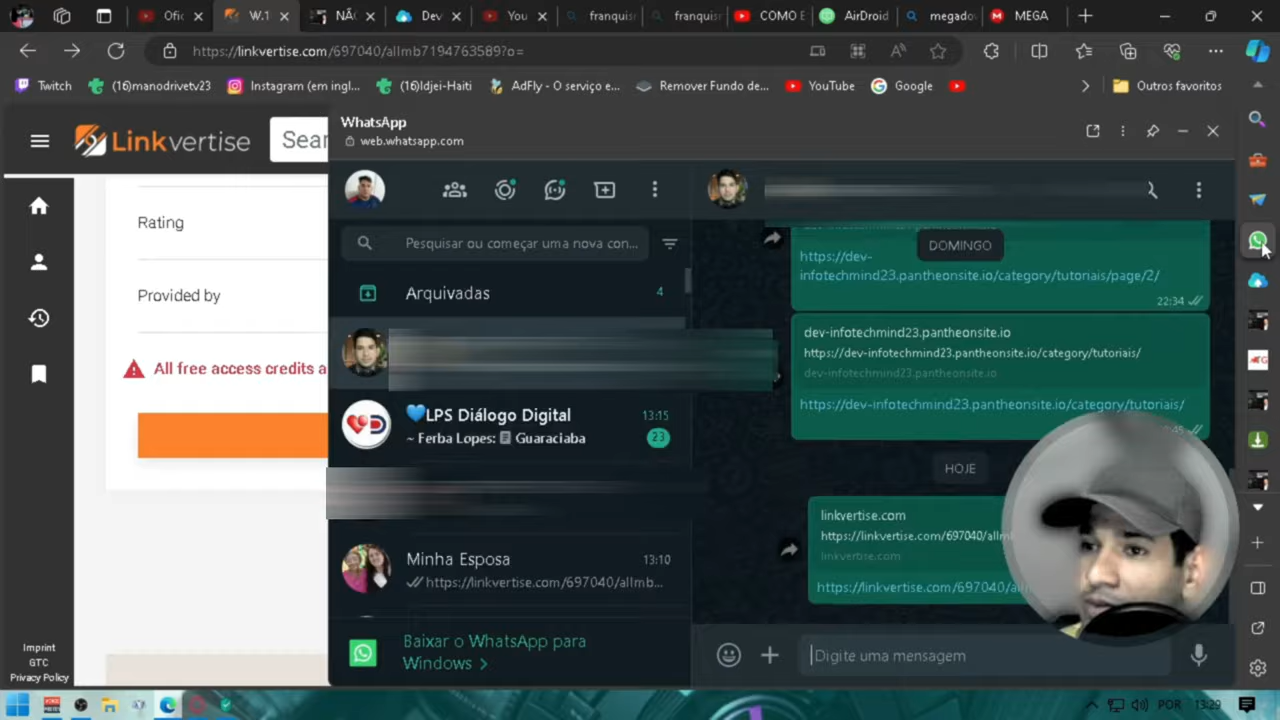 Ofic
W.1
NÃO
Dev
You
franquis
franquis
COMO E
AirDroid
megadov
MEGA
https://linkvertise.com/697040/allmb7194763589?o=
Twitch
(16)manodrivetv23
Instagram (em ingl...
(16)ldjei-Haiti
AdFly - O serviço e...
Remover Fundo de...
YouTube
Google
Outros favoritos
WhatsApp
web.whatsapp.com
Linkvertise
Sear
Pesquisar ou começar uma nova con...
DOMINGO
https://dev-
infotechmind23.pantheonsite.io/category/tutoriais/page/2/
22:34
Rating
Arquivadas
4
Provided by
dev-infotechmind23.pantheonsite.io
https://dev-infotechmind23.pantheonsite.io/category/tutoriais/
dev-infotechmind23.pantheonsite.io
https://dev-infotechmind23.pantheonsite.io/category/tutoriais/
All free access credits a
💙LPS Diálogo Digital
13:15
~ Ferba Lopes: Guaraciaba
23
HOJE
linkvertise.com
https://linkvertise.com/697040/allm
linkvertise.com
https://linkvertise.com/697040/all
Minha Esposa
13:10
https://linkvertise.com/697040/allmb...
Baixar o WhatsApp para
Windows
Digite uma mensagem
Imprint
GTC
Privacy Policy
POR
13:29